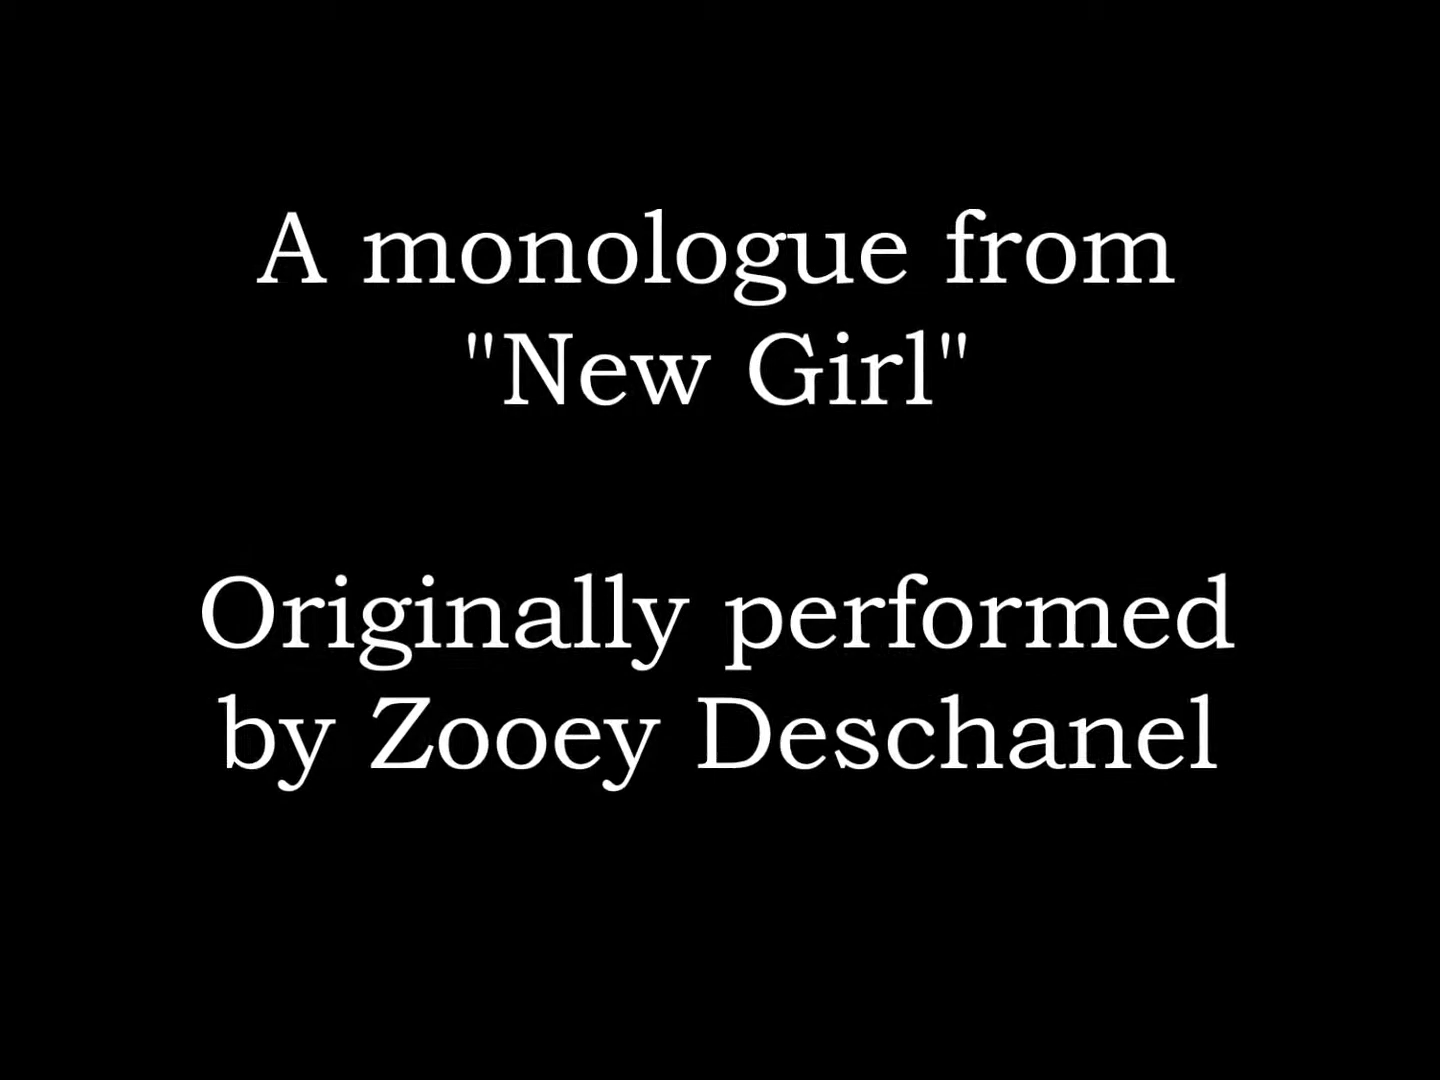 A monologue from
"New Girl"
Originally performed
by Zooey Deschanel